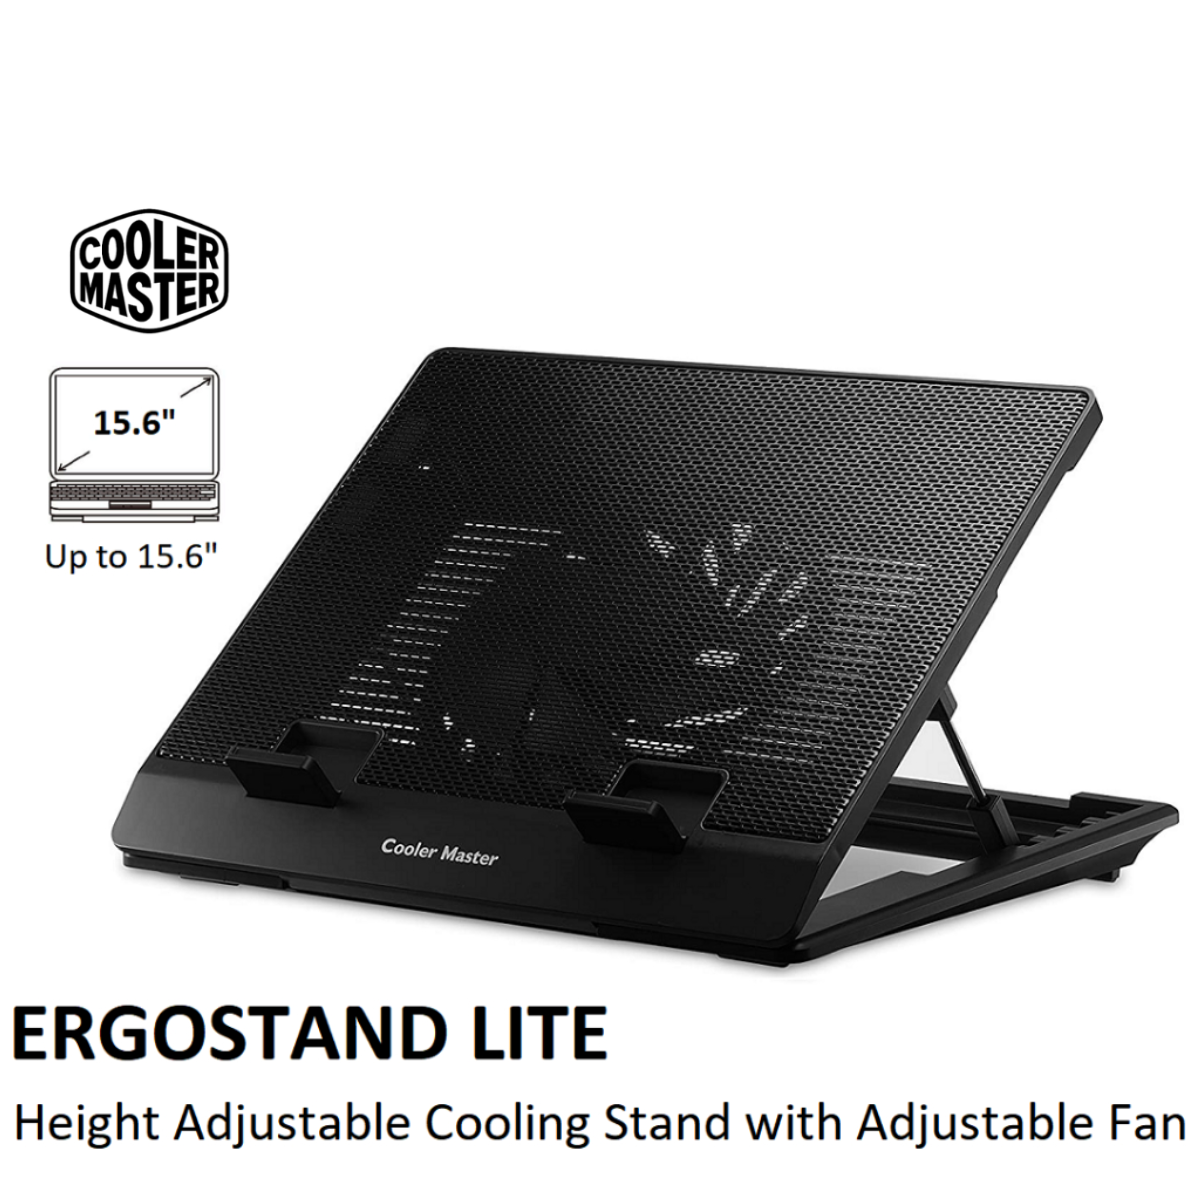 COOLER
MASTER
15.6"
Up to 15.6"
Cooler Master
ERGOSTAND LITE
Height Adjustable Cooling Stand with Adjustable Fan